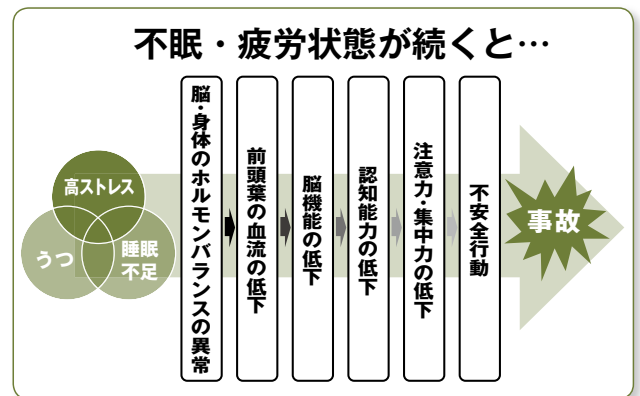 不眠・疲労状態が続くと…
高ストレス
うつ
睡眠
不足
脳・身体のホルモンバランスの異常
前頭葉の血流の低下
脳機能の低下
認知能力の低下
注意力・集中力の低下
不安全行動
事故